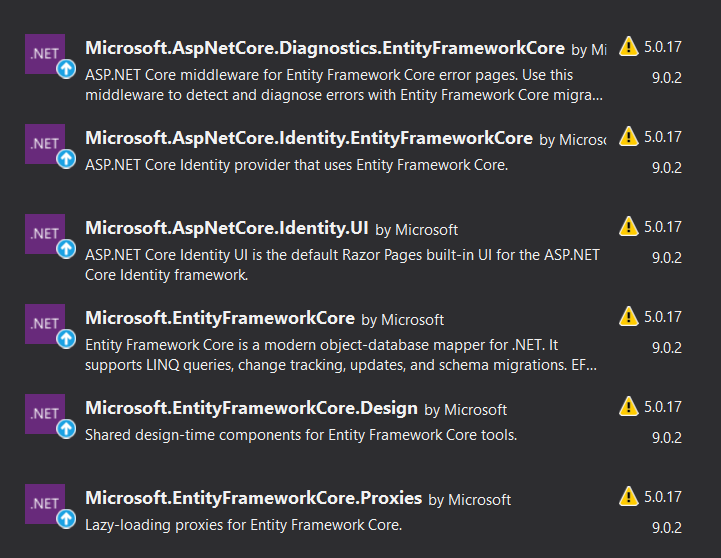 .NET
Microsoft.AspNetCore.Diagnostics.EntityFrameworkCore by Mi 5.0.17
ASP.NET Core middleware for Entity Framework Core error pages. Use this 9.0.2
middleware to detect and diagnose errors with Entity Framework Core migra...
.NET
Microsoft.AspNetCore.Identity.EntityFrameworkCore by Microso 5.0.17
ASP.NET Core Identity provider that uses Entity Framework Core. 9.0.2
.NET
Microsoft.AspNetCore.Identity.UI by Microsoft 5.0.17
ASP.NET Core Identity UI is the default Razor Pages built-in UI for the ASP.NET 9.0.2
Core Identity framework.
.NET
Microsoft.EntityFrameworkCore by Microsoft 5.0.17
Entity Framework Core is a modern object-database mapper for .NET. It 9.0.2
supports LINQ queries, change tracking, updates, and schema migrations. EF...
.NET
Microsoft.EntityFrameworkCore.Design by Microsoft 5.0.17
Shared design-time components for Entity Framework Core tools. 9.0.2
.NET
Microsoft.EntityFrameworkCore.Proxies by Microsoft 5.0.17
Lazy-loading proxies for Entity Framework Core. 9.0.2